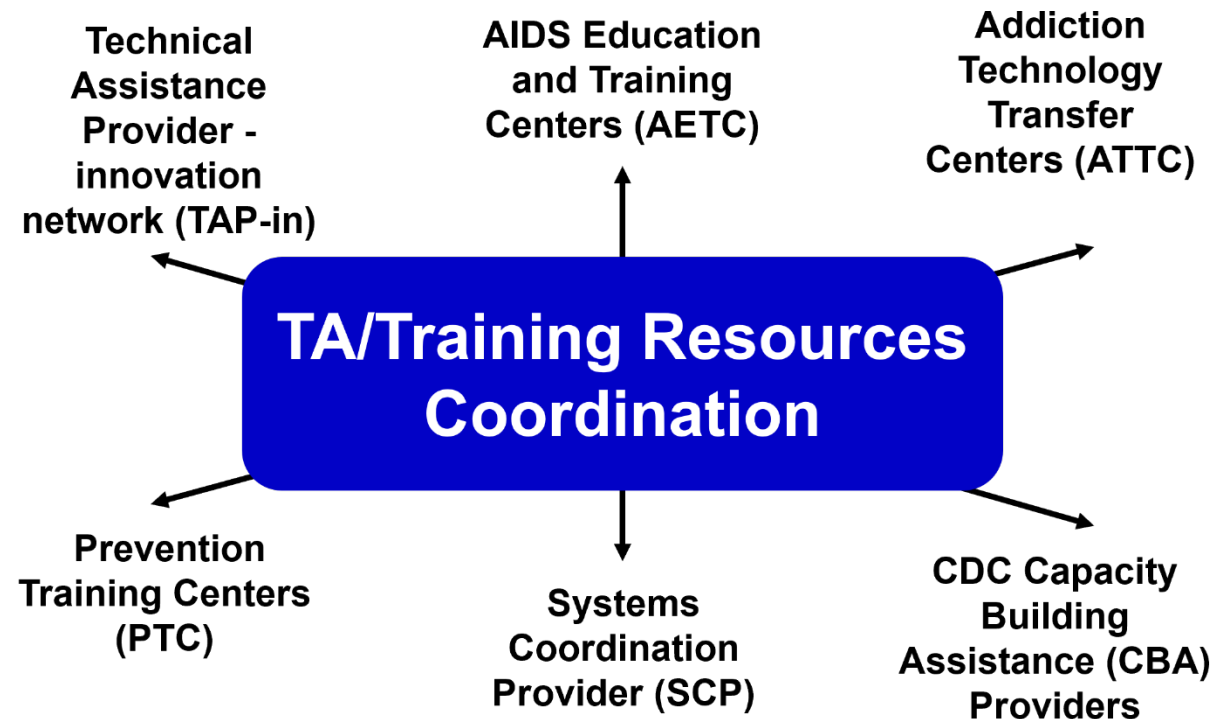 Technical
Assistance
Provider -
innovation
network (TAP-in)
AIDS Education
and Training
Centers (AETC)
Addiction
Technology
Transfer
Centers (ATTC)
TA/Training Resources
Coordination
Prevention
Training Centers
(PTC)
Systems
Coordination
Provider (SCP)
CDC Capacity
Building
Assistance (CBA)
Providers